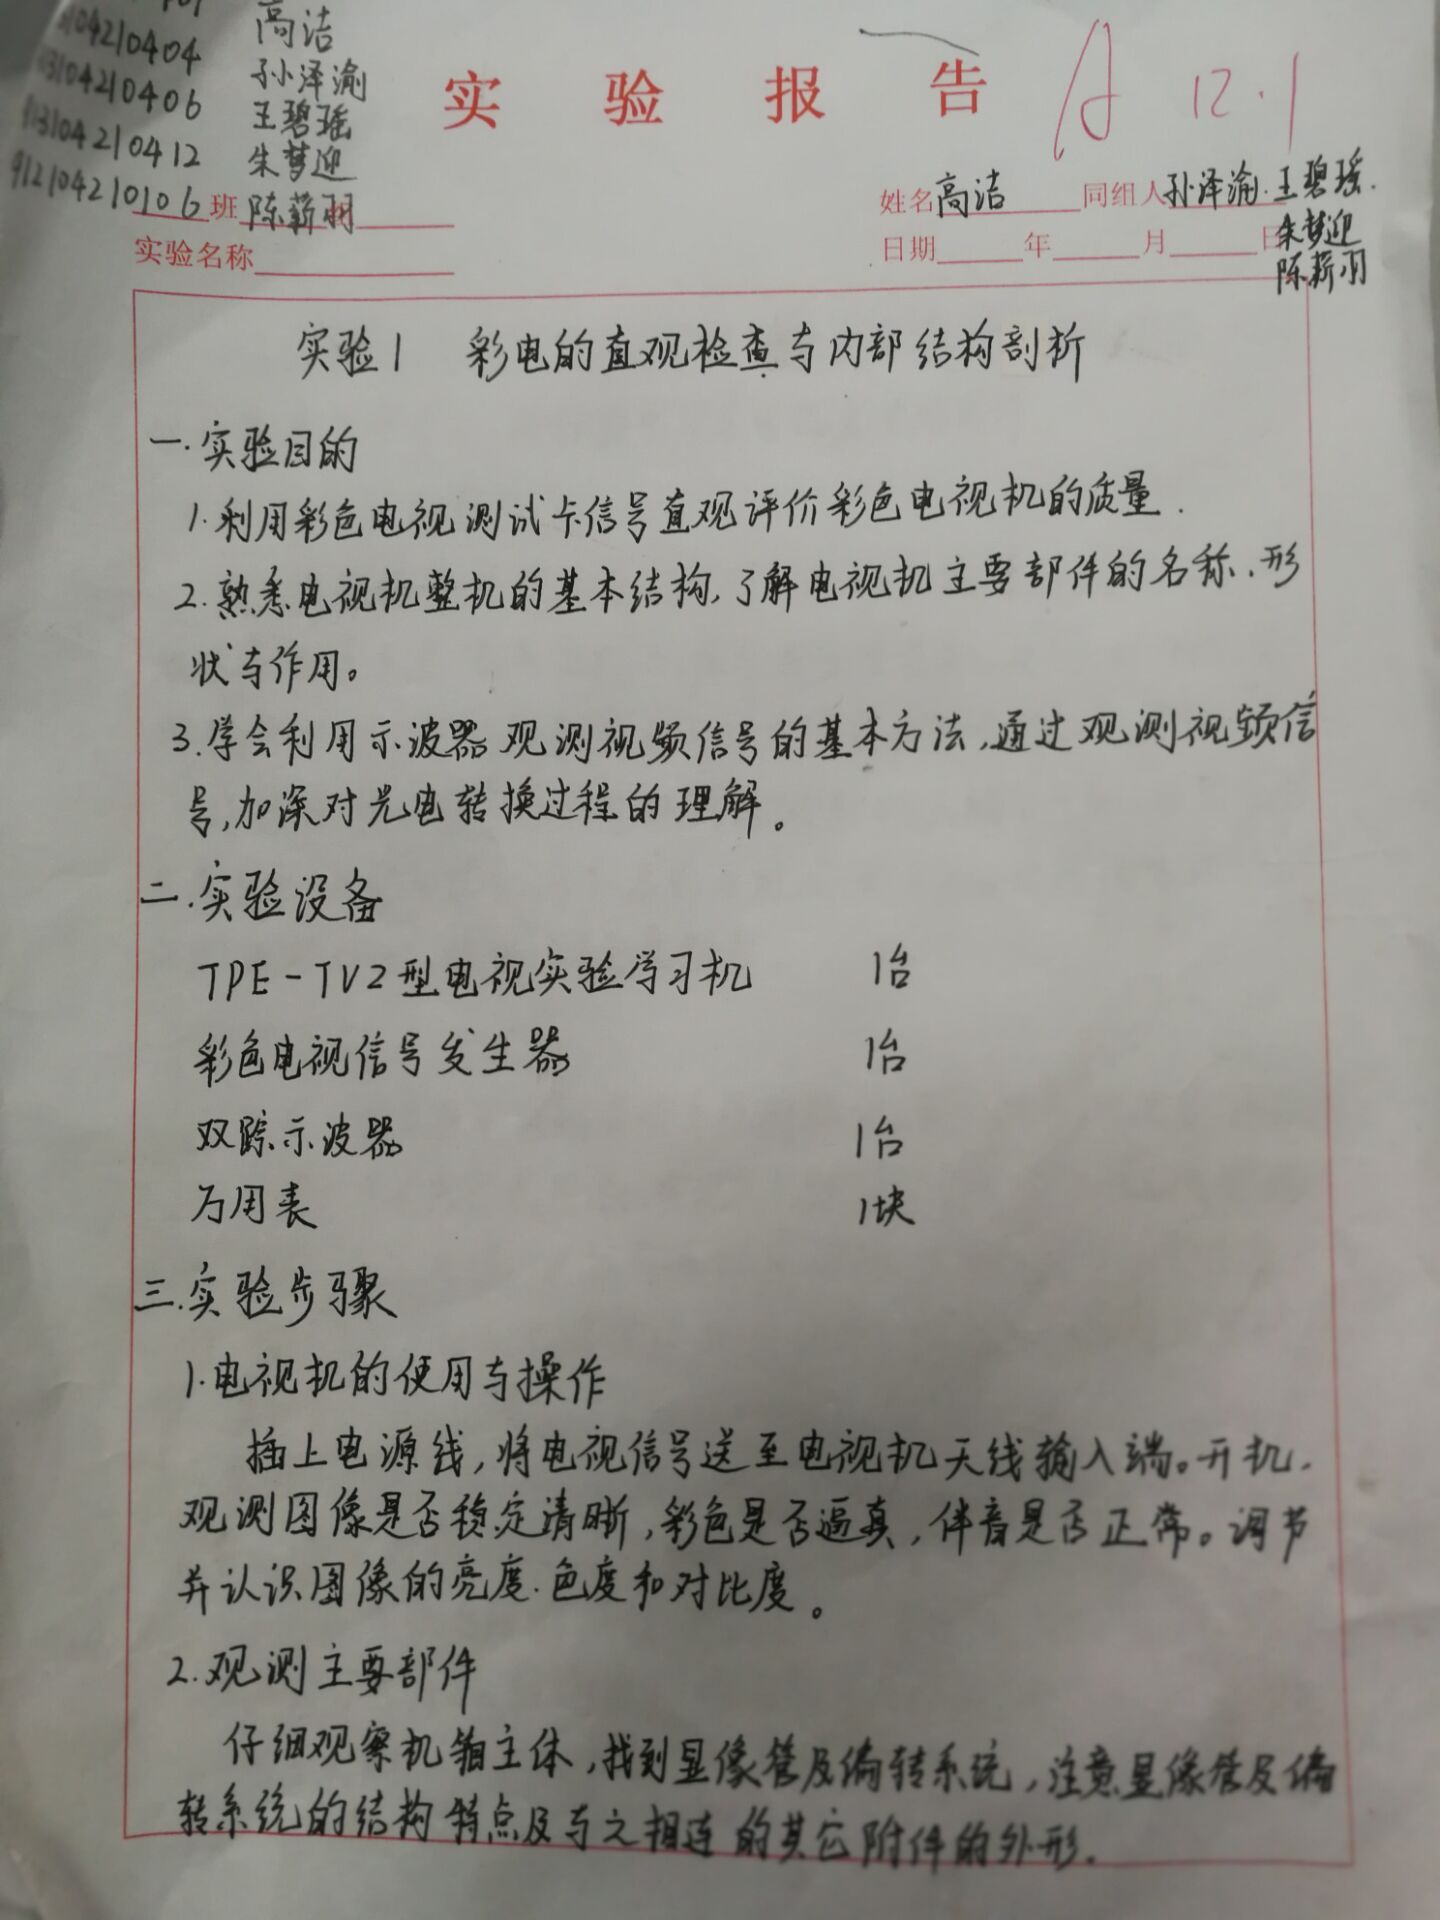 高洁
04210404 孙泽渝
3104210406 王碧瑶
913104210412 朱梦迎
912104210106班 陈薪羽
实验报告
A 12.1
姓名高洁 同组人孙泽渝.王碧瑶.
朱梦迎
陈薪羽
实验名称 日期 年 月 日
实验1 彩电的直观检查与内部结构剖析
一.实验目的
1.利用彩色电视测试卡信号直观评价彩色电视机的质量.
2.熟悉电视机整机的基本结构,了解电视机主要部件的名称、形
状与作用。
3.学会利用示波器观测视频信号的基本方法,通过观测视频信
号,加深对光电转换过程的理解。
二.实验设备
TPE-TV2型电视实验学习机 1台
彩色电视信号发生器 1台
双踪示波器 1台
万用表 1块
三.实验步骤
1.电视机的使用与操作
插上电源线,将电视信号送至电视机天线输入端。开机,
观测图像是否稳定清晰,彩色是否逼真,伴音是否正常。调节
并认识图像的亮度.色度和对比度。
2.观测主要部件
仔细观察机箱主体,找到显像管及偏转系统,注意显像管及偏
转系统的结构特点及与之相连的其它附件的外形.